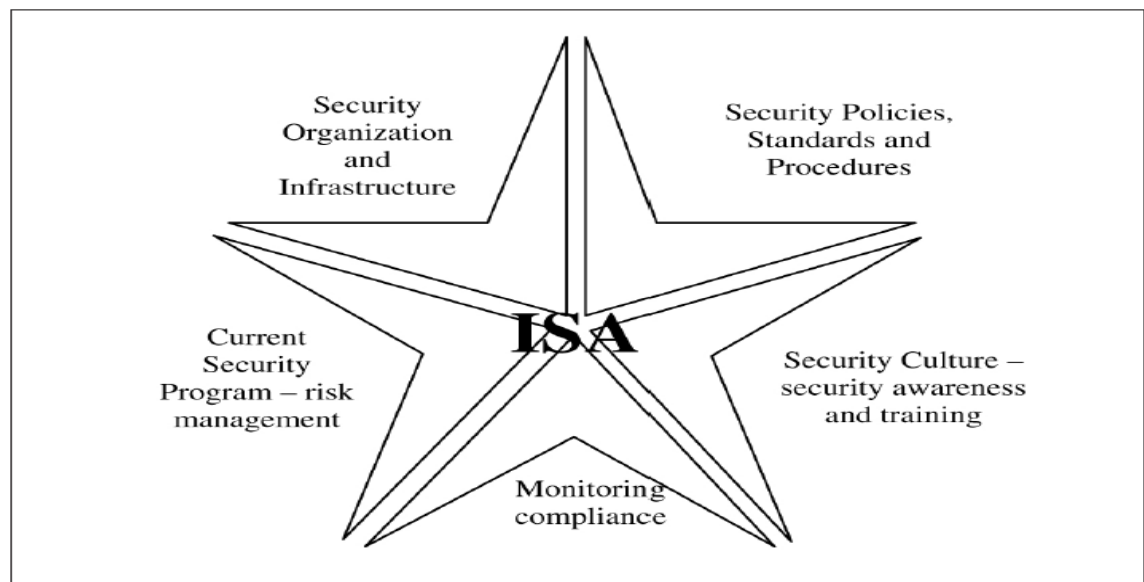 Security
Organization
and
Infrastructure
Security Policies,
Standards and
Procedures
ISA
Current
Security
Program – risk
management
Security Culture –
security awareness
and training
Monitoring
compliance